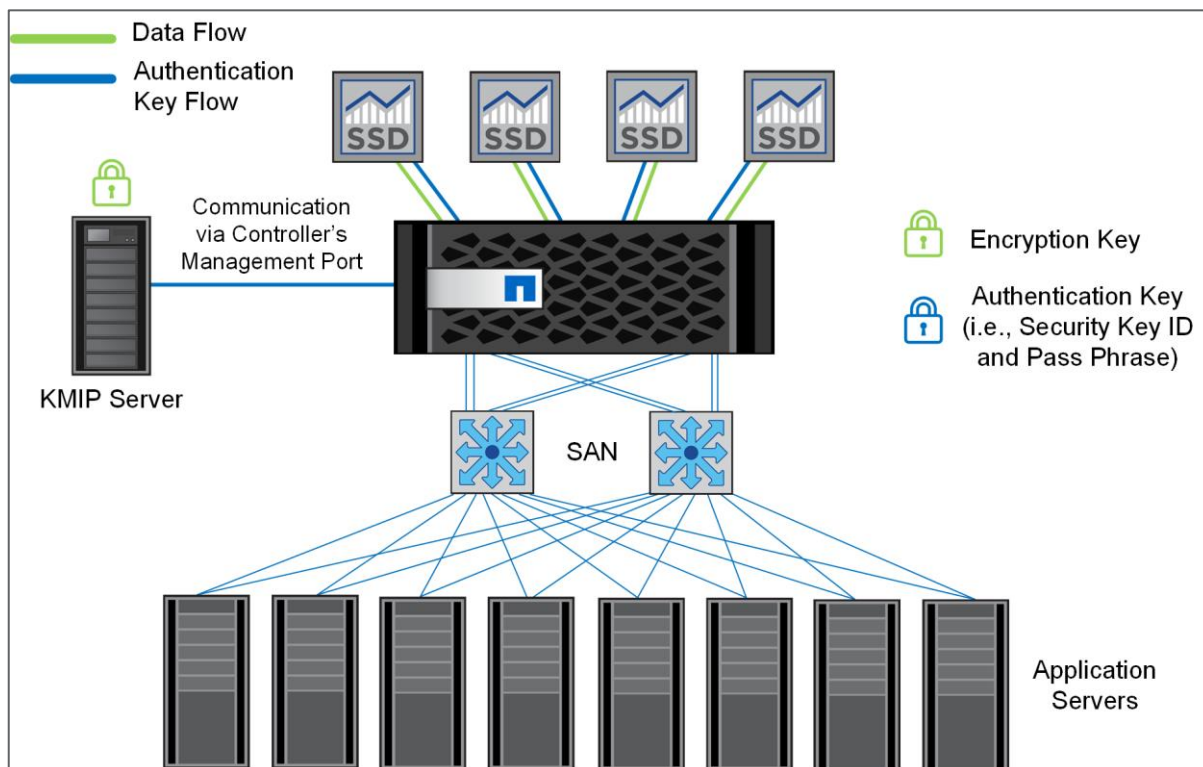 Data Flow
Authentication
Key Flow
SSD
SSD
SSD
SSD
Communication
via Controller's
Management Port
KMIP Server
Encryption Key
Authentication Key
(i.e., Security Key ID
and Pass Phrase)
SAN
Application
Servers